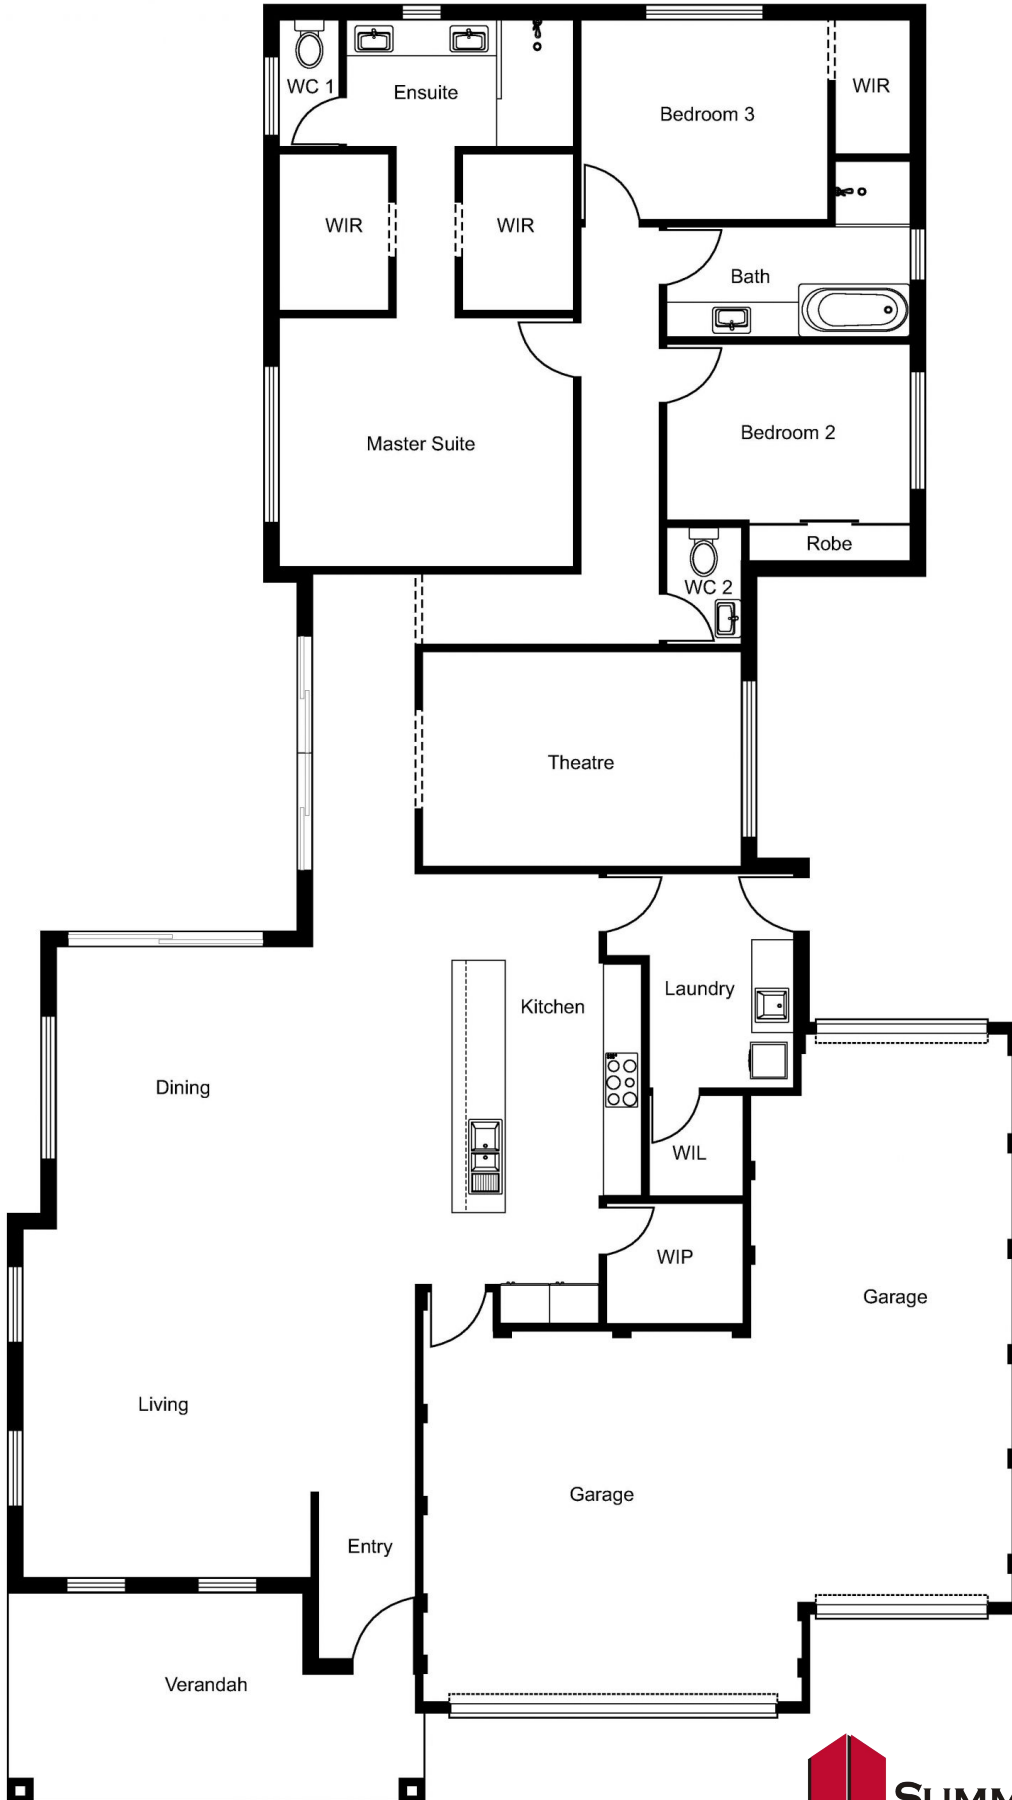 WC 1
Ensuite
Bedroom 3
WIR
WIR
WIR
Bath
Master Suite
Bedroom 2
Robe
WC 2
Theatre
Kitchen
Laundry
Dining
WIL
WIP
Garage
Living
Garage
Entry
Verandah